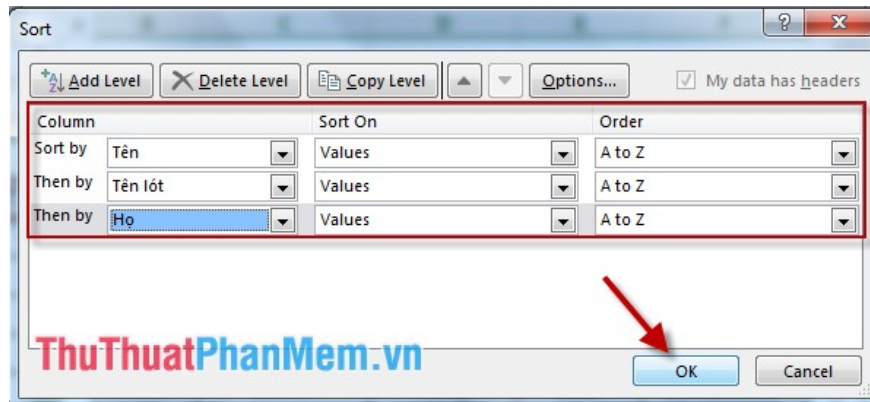 Sort
Add Level Delete Level Copy Level Options... My data has headers
Column Sort On Order
Sort by Tên Values A to Z
Then by Tên lót Values A to Z
Then by Họ Values A to Z
ThuThuatPhanMem.vn
OK Cancel